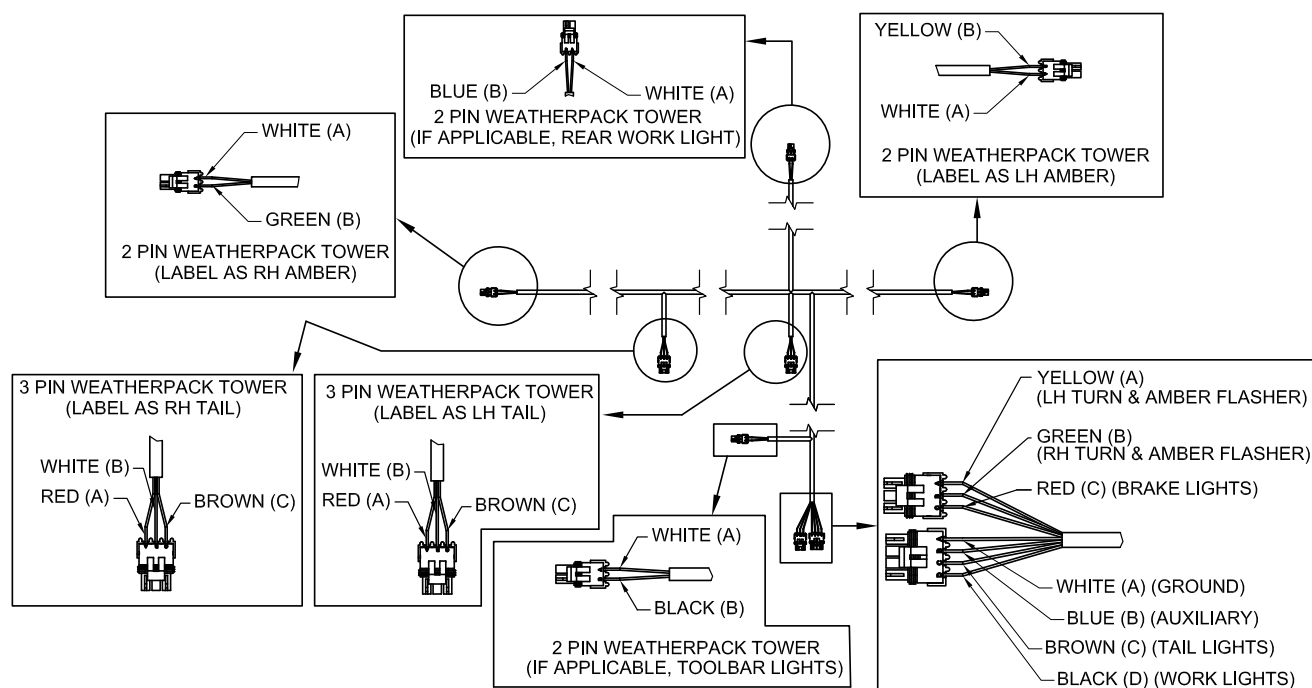 BLUE (B)
WHITE (A)
2 PIN WEATHERPACK TOWER
(IF APPLICABLE, REAR WORK LIGHT)
YELLOW (B)
WHITE (A)
2 PIN WEATHERPACK TOWER
(LABEL AS LH AMBER)
WHITE (A)
GREEN (B)
2 PIN WEATHERPACK TOWER
(LABEL AS RH AMBER)
3 PIN WEATHERPACK TOWER
(LABEL AS RH TAIL)
WHITE (B)
RED (A)
BROWN (C)
3 PIN WEATHERPACK TOWER
(LABEL AS LH TAIL)
WHITE (B)
RED (A)
BROWN (C)
WHITE (A)
BLACK (B)
2 PIN WEATHERPACK TOWER
(IF APPLICABLE, TOOLBAR LIGHTS)
YELLOW (A)
(LH TURN & AMBER FLASHER)
GREEN (B)
(RH TURN & AMBER FLASHER)
RED (C) (BRAKE LIGHTS)
WHITE (A) (GROUND)
BLUE (B) (AUXILIARY)
BROWN (C) (TAIL LIGHTS)
BLACK (D) (WORK LIGHTS)